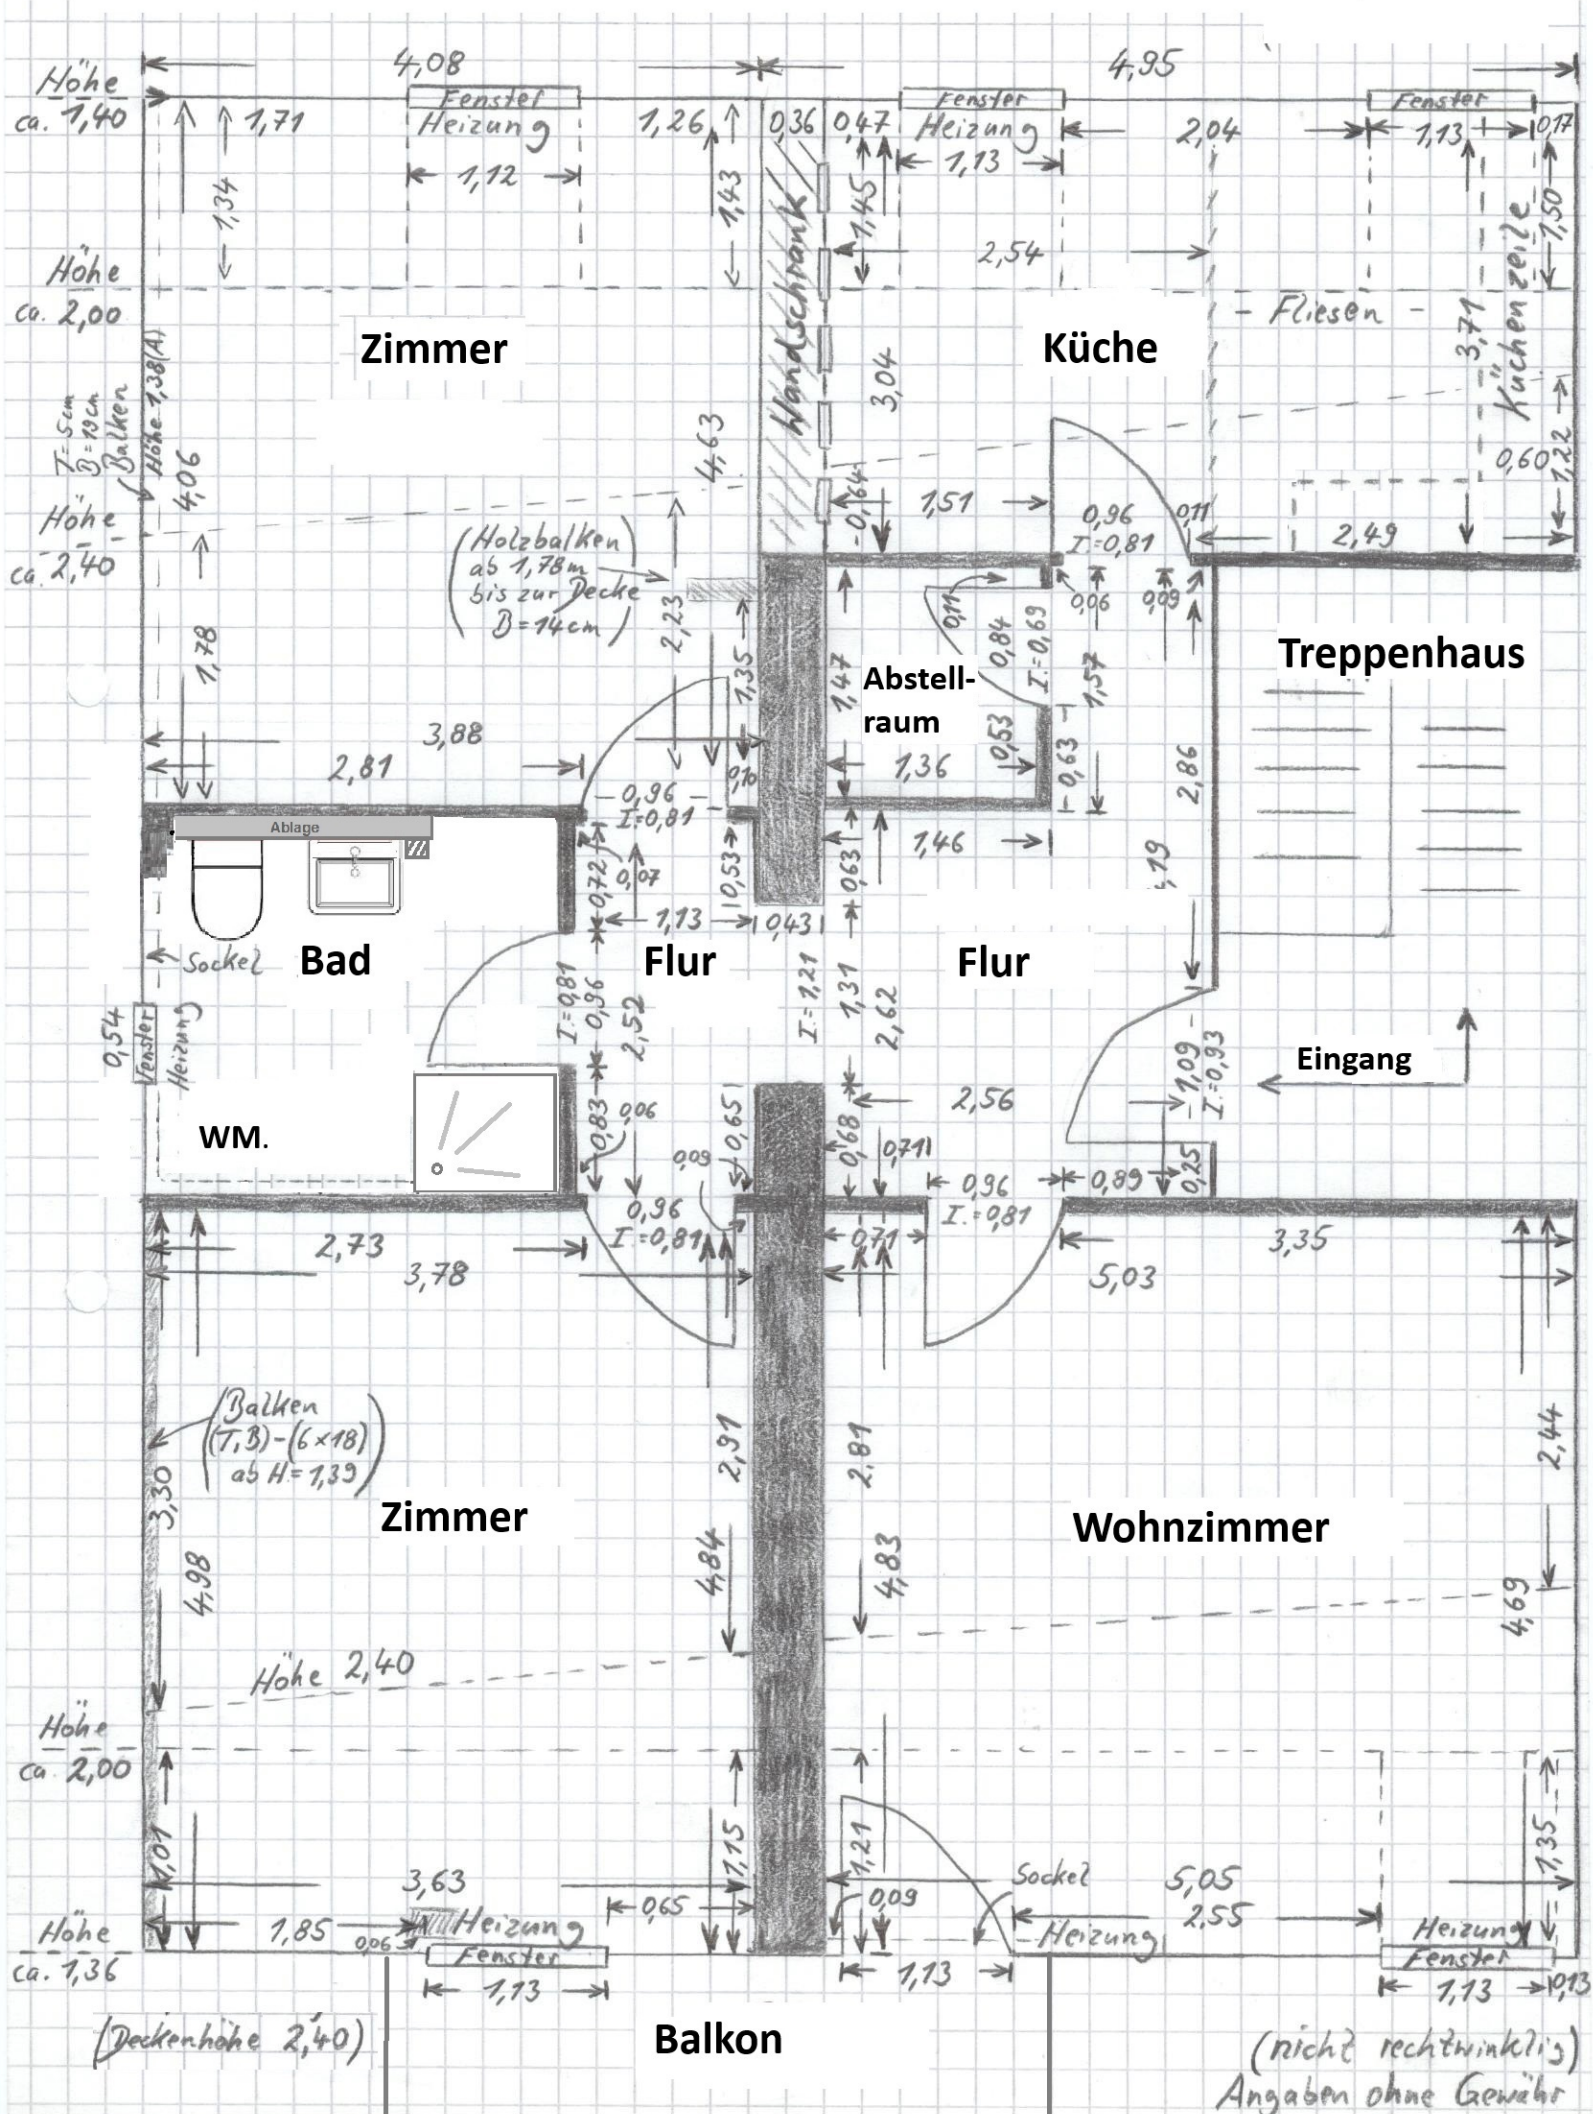 4,08
4,95
Höhe
ca. 1,40
Fenster
Heizung
1,71
1,12
1,26
0,36
0,47
Fenster
Heizung
1,13
2,04
Fenster
1,13
0,17
1,34
1,43
1,45
2,54
1,50
Höhe
ca. 2,00
Wandschrank
- Fliesen -
Küchenzeile
3,71
Zimmer
Küche
T=5cm
B=19cm
Balken
Höhe 1,38(A)
4,06
4,63
3,04
0,64
1,51
0,96
I.=0,81
0,11
0,60
1,22
2,49
Höhe
ca. 2,40
(Holzbalken
ab 1,78m
bis zur Decke
B=14cm)
2,23
1,78
1,35
0,10
3,88
2,81
0,96
I.=0,81
1,47
Abstell-
raum
1,36
0,11
0,84
I.=0,69
0,53
0,63
0,06
0,09
1,57
2,86
Treppenhaus
Ablage
0,72
0,07
0,53
1,13
0,43
0,63
1,46
Sockel
Bad
Flur
Flur
0,54
Fenster
Heizung
I.=0,81
0,96
2,52
I.=1,21
1,31
2,62
1,09
I.=0,93
Eingang
WM.
0,83
0,06
0,65
0,09
0,68
0,71
2,56
0,96
I.=0,81
0,89
0,25
2,73
3,78
0,96
I.=0,81
0,71
5,03
3,35
(Balken
(T,B)-(6x18)
ab H=1,39)
3,30
4,98
2,91
4,84
2,81
4,83
2,44
4,69
Zimmer
Wohnzimmer
Höhe 2,40
Höhe
ca. 2,00
1,01
1,15
1,21
1,35
3,63
0,65
1,85
0,06
Heizung
Fenster
1,13
0,09
Sockel
5,05
2,55
Heizung
1,13
Heizung
Fenster
1,13
0,13
Höhe
ca. 1,36
(Deckenhöhe 2,40)
Balkon
(nicht rechtwinklig)
Angaben ohne Gewähr